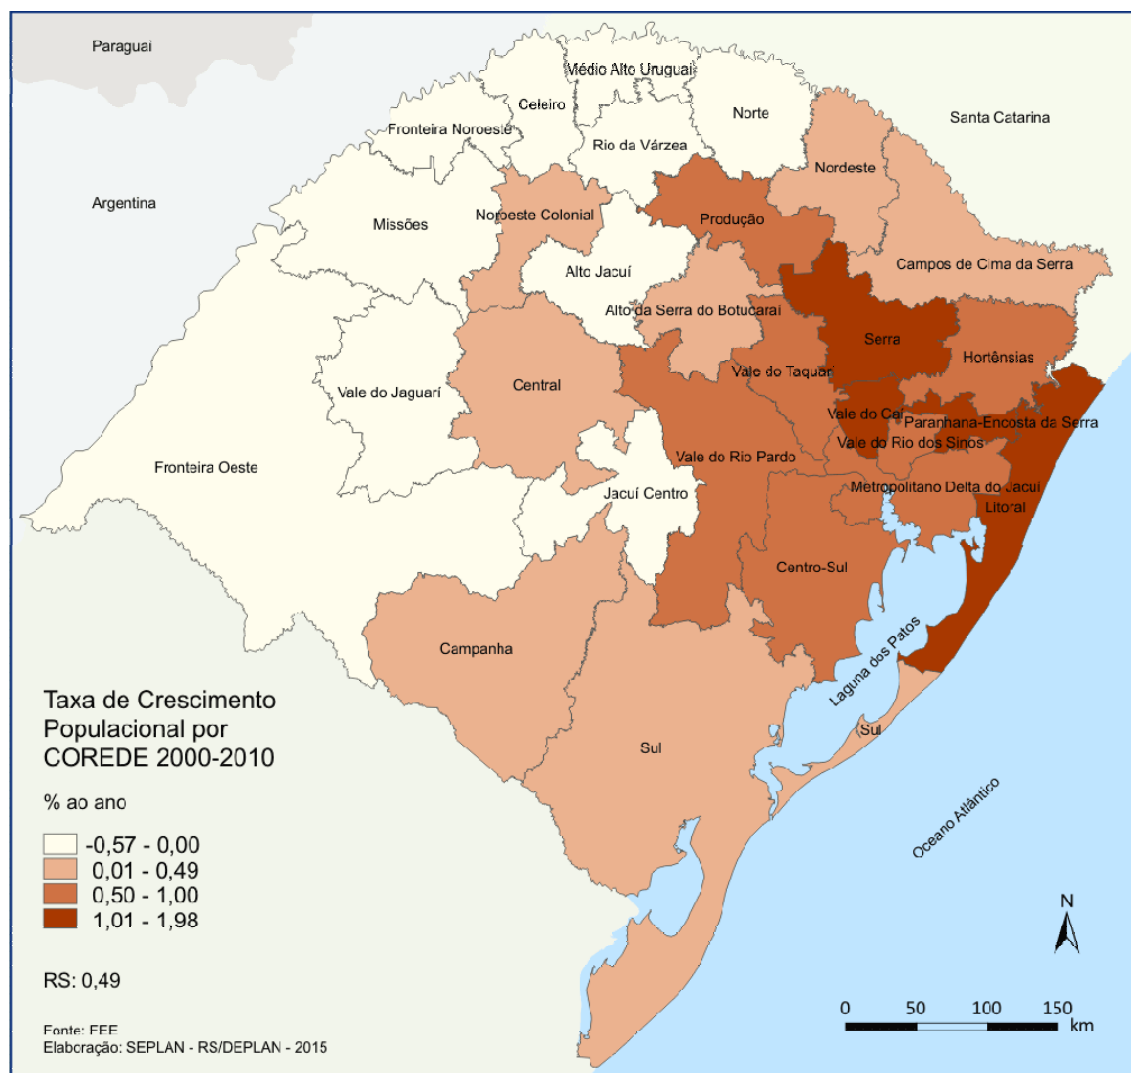 Paraguai
Médio Alto Uruguai
Celeiro
Norte
Santa Catarina
Fronteira Noroeste
Rio da Várzea
Nordeste
Argentina
Noroeste Colonial
Produção
Missões
Campos de Cima da Serra
Alto Jacuí
Alto da Serra do Botucaraí
Serra
Hortênsias
Vale do Taquari
Central
Vale do Jaguarí
Vale do Caí
Paranhana-Encosta da Serra
Vale do Rio dos Sinos
Vale do Rio Pardo
Fronteira Oeste
Metropolitano Delta do Jacuí
Jacuí Centro
Litoral
Centro-Sul
Campanha
Laguna dos Patos
Sul
Sul
Oceano Atlântico
Taxa de Crescimento
Populacional por
COREDE 2000-2010
% ao ano
-0,57 - 0,00
0,01 - 0,49
0,50 - 1,00
1,01 - 1,98
RS: 0,49
Fonte: FEE
Elaboração: SEPLAN - RS/DEPLAN - 2015
N
0 50 100 150
km